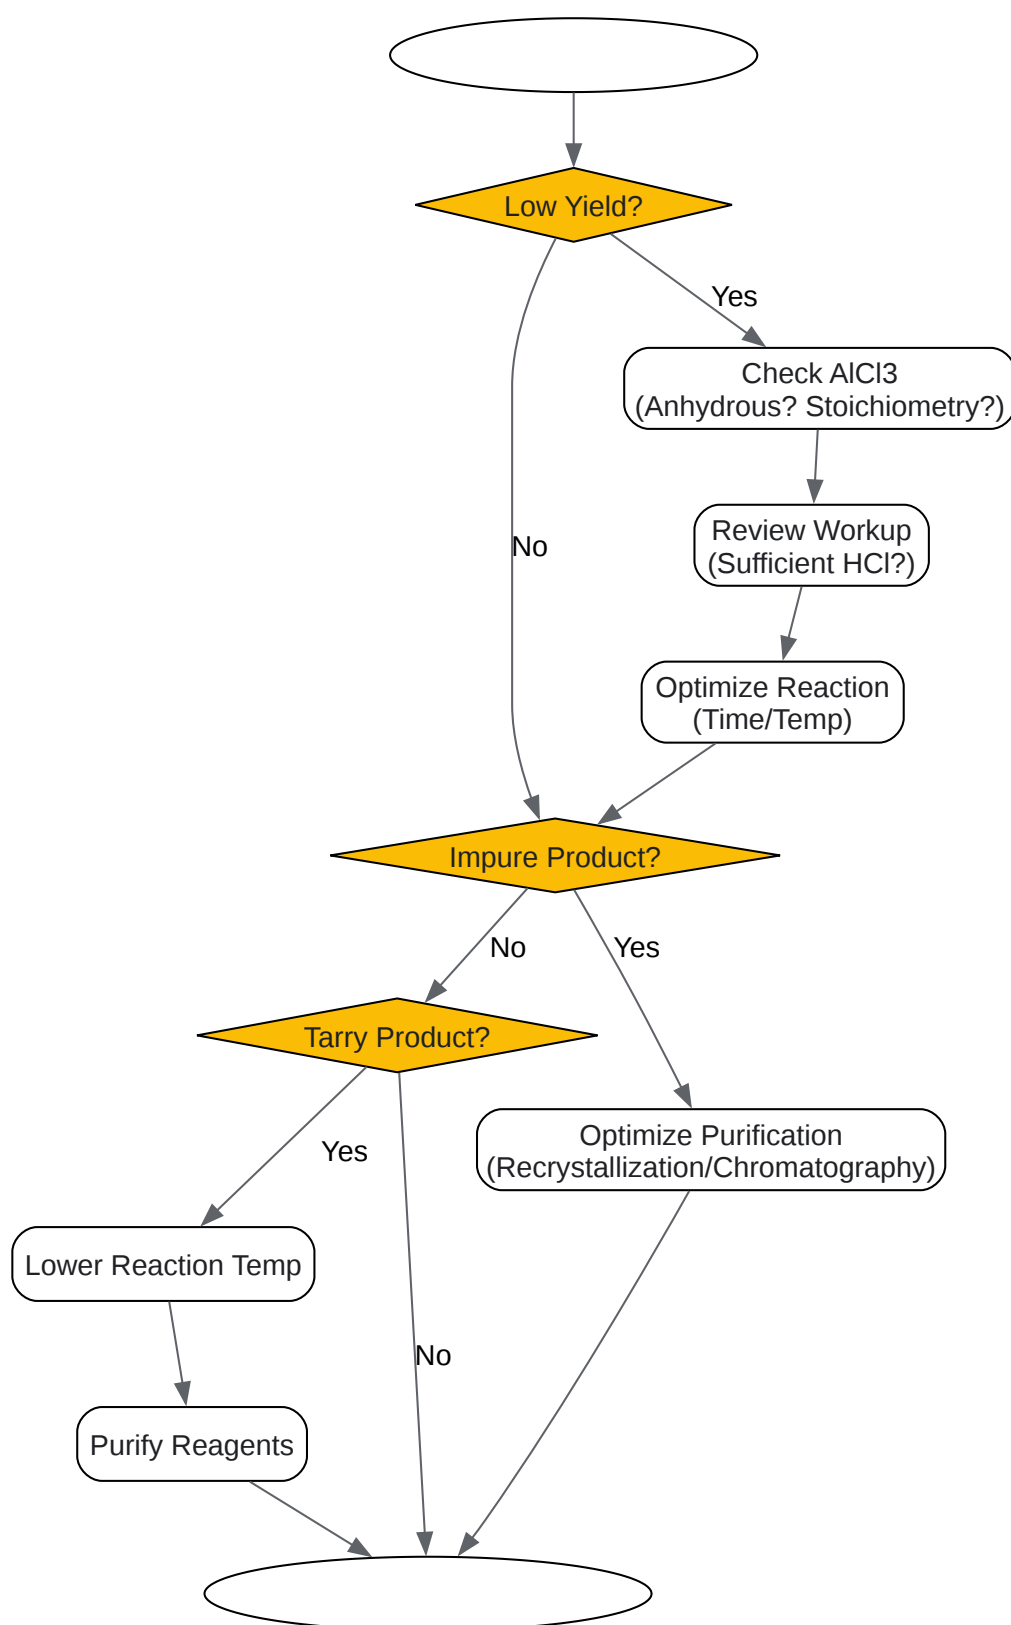 Low Yield?
Yes
Check AlCl3
(Anhydrous? Stoichiometry?)
No
Review Workup
(Sufficient HCl?)
Optimize Reaction
(Time/Temp)
Impure Product?
No
Yes
Tarry Product?
Optimize Purification
(Recrystallization/Chromatography)
Yes
Lower Reaction Temp
No
Purify Reagents